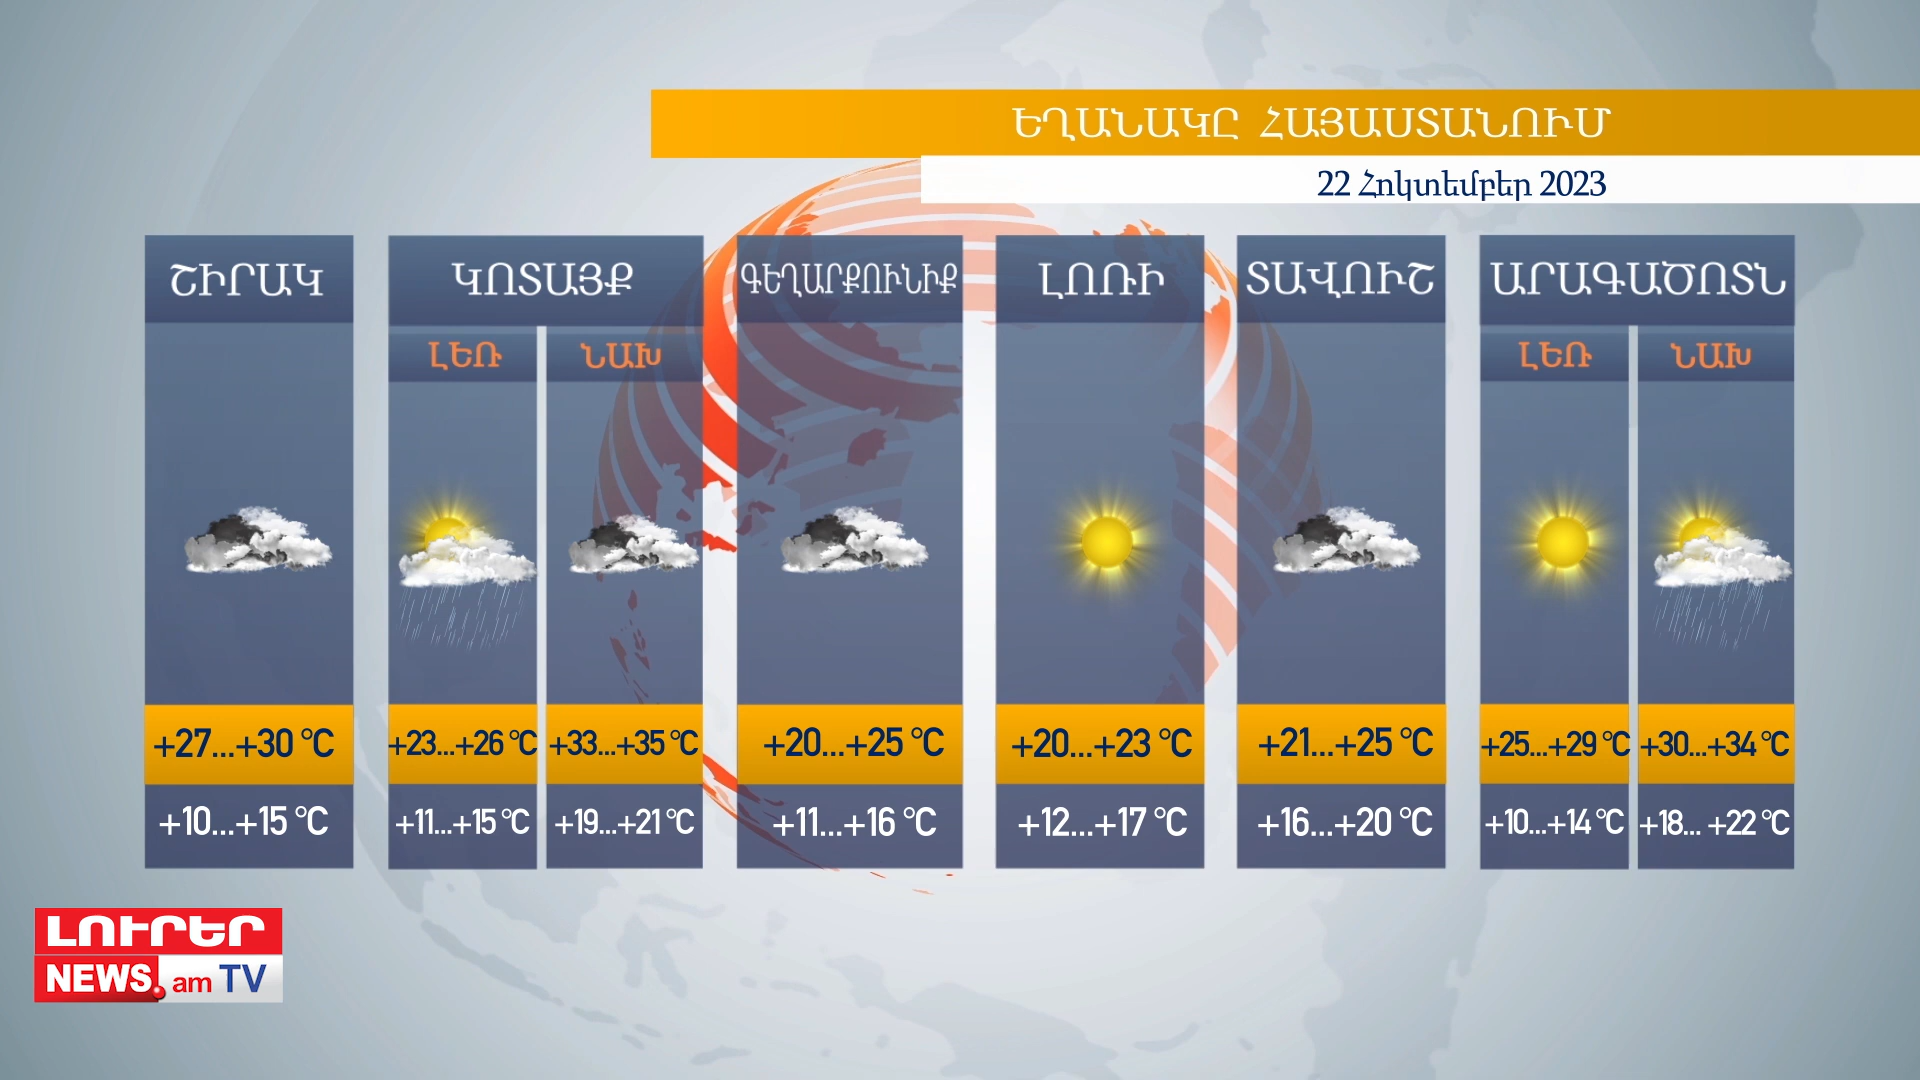 ԵՂԱՆԱԿԸ ՀԱՅԱՍՏԱՆՈՒՄ
22 Հոկտեմբեր 2023
ՇԻՐԱԿ
+27...+30 °C
+10...+15 °C
ԿՈՏԱՅՔ
ԼԵՌ
+23...+26 °C
+11...+15 °C
ՆԱԽ
+33...+35 °C
+19...+21 °C
ԳԵՂԱՐՔՈՒՆԻՔ
+20...+25 °C
+11...+16 °C
ԼՈՌԻ
+20...+23 °C
+12...+17 °C
ՏԱՎՈՒՇ
+21...+25 °C
+16...+20 °C
ԱՐԱԳԱԾՈՏՆ
ԼԵՌ
+25...+29 °C
+10...+14 °C
ՆԱԽ
+30...+34 °C
+18... +22 °C
ԼՈՒՐԵՐ
NEWS.am TV